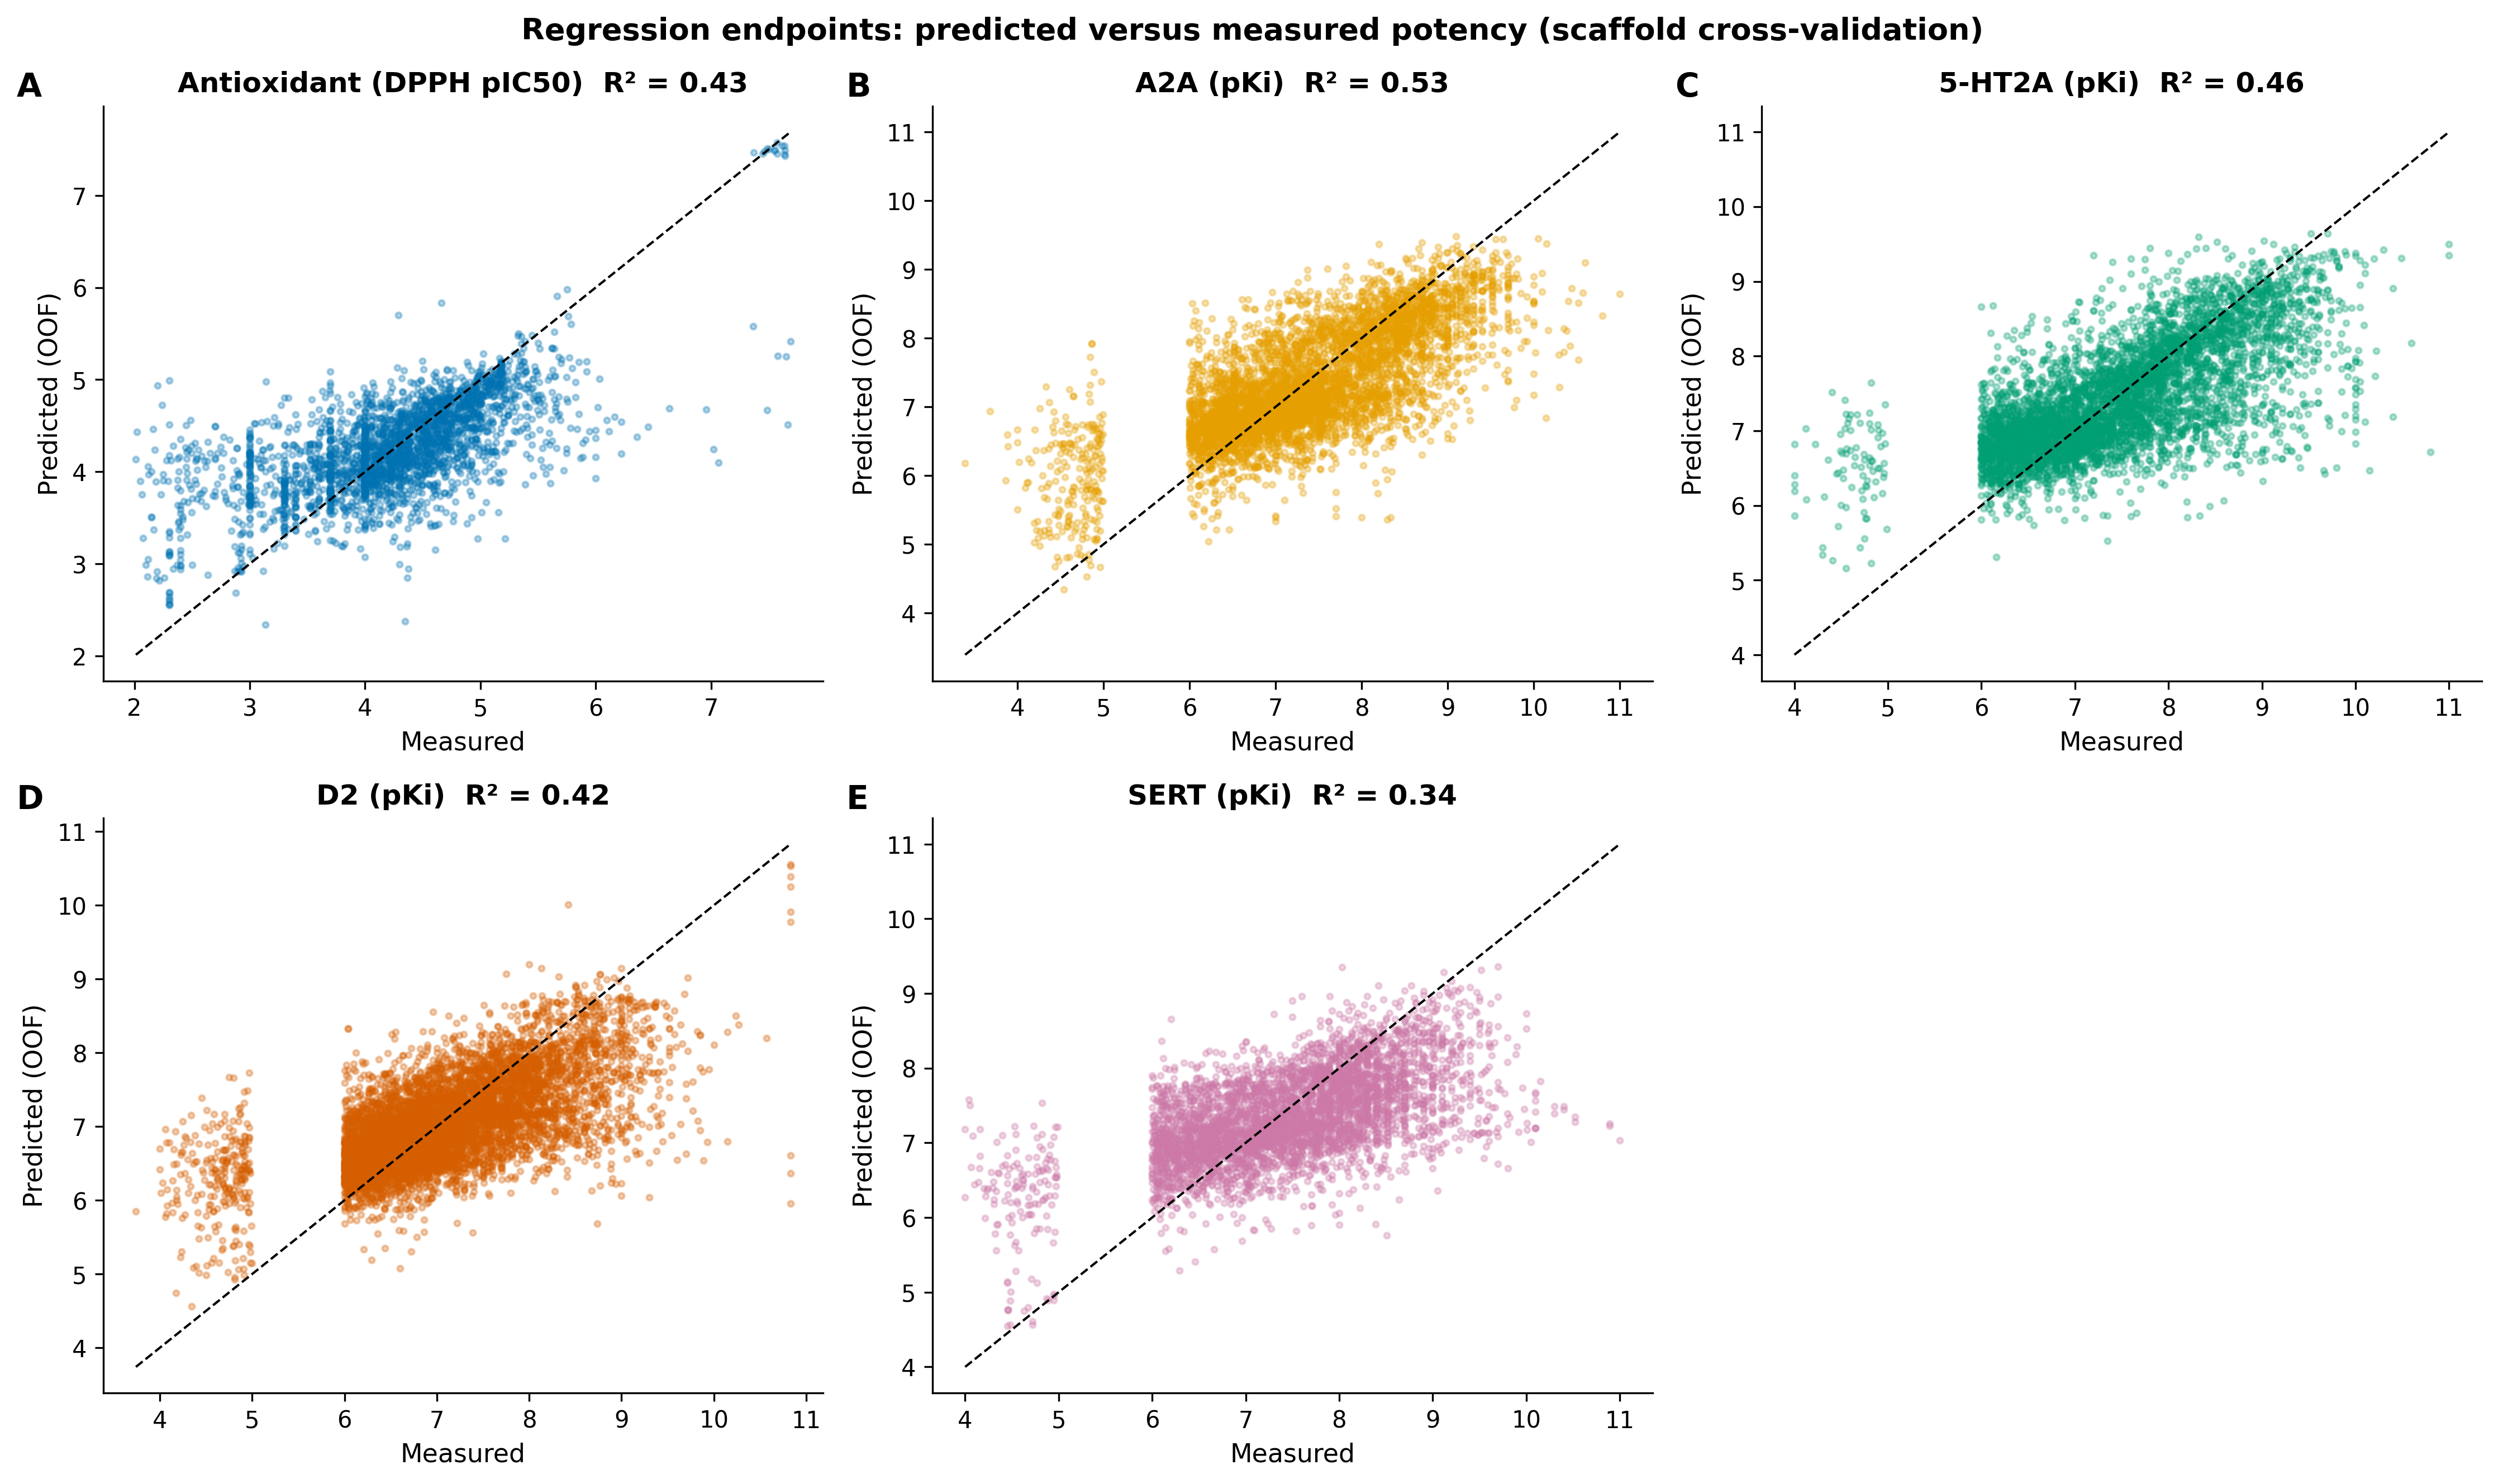 Regression endpoints: predicted versus measured potency (scaffold cross-validation)
A
Antioxidant (DPPH pIC50)  R² = 0.43
Predicted (OOF)
7
6
5
4
3
2
2 3 4 5 6 7
Measured
B
A2A (pKi)  R² = 0.53
Predicted (OOF)
11
10
9
8
7
6
5
4
4 5 6 7 8 9 10 11
Measured
C
5-HT2A (pKi)  R² = 0.46
Predicted (OOF)
11
10
9
8
7
6
5
4
4 5 6 7 8 9 10 11
Measured
D
D2 (pKi)  R² = 0.42
Predicted (OOF)
11
10
9
8
7
6
5
4
4 5 6 7 8 9 10 11
Measured
E
SERT (pKi)  R² = 0.34
Predicted (OOF)
11
10
9
8
7
6
5
4
4 5 6 7 8 9 10 11
Measured